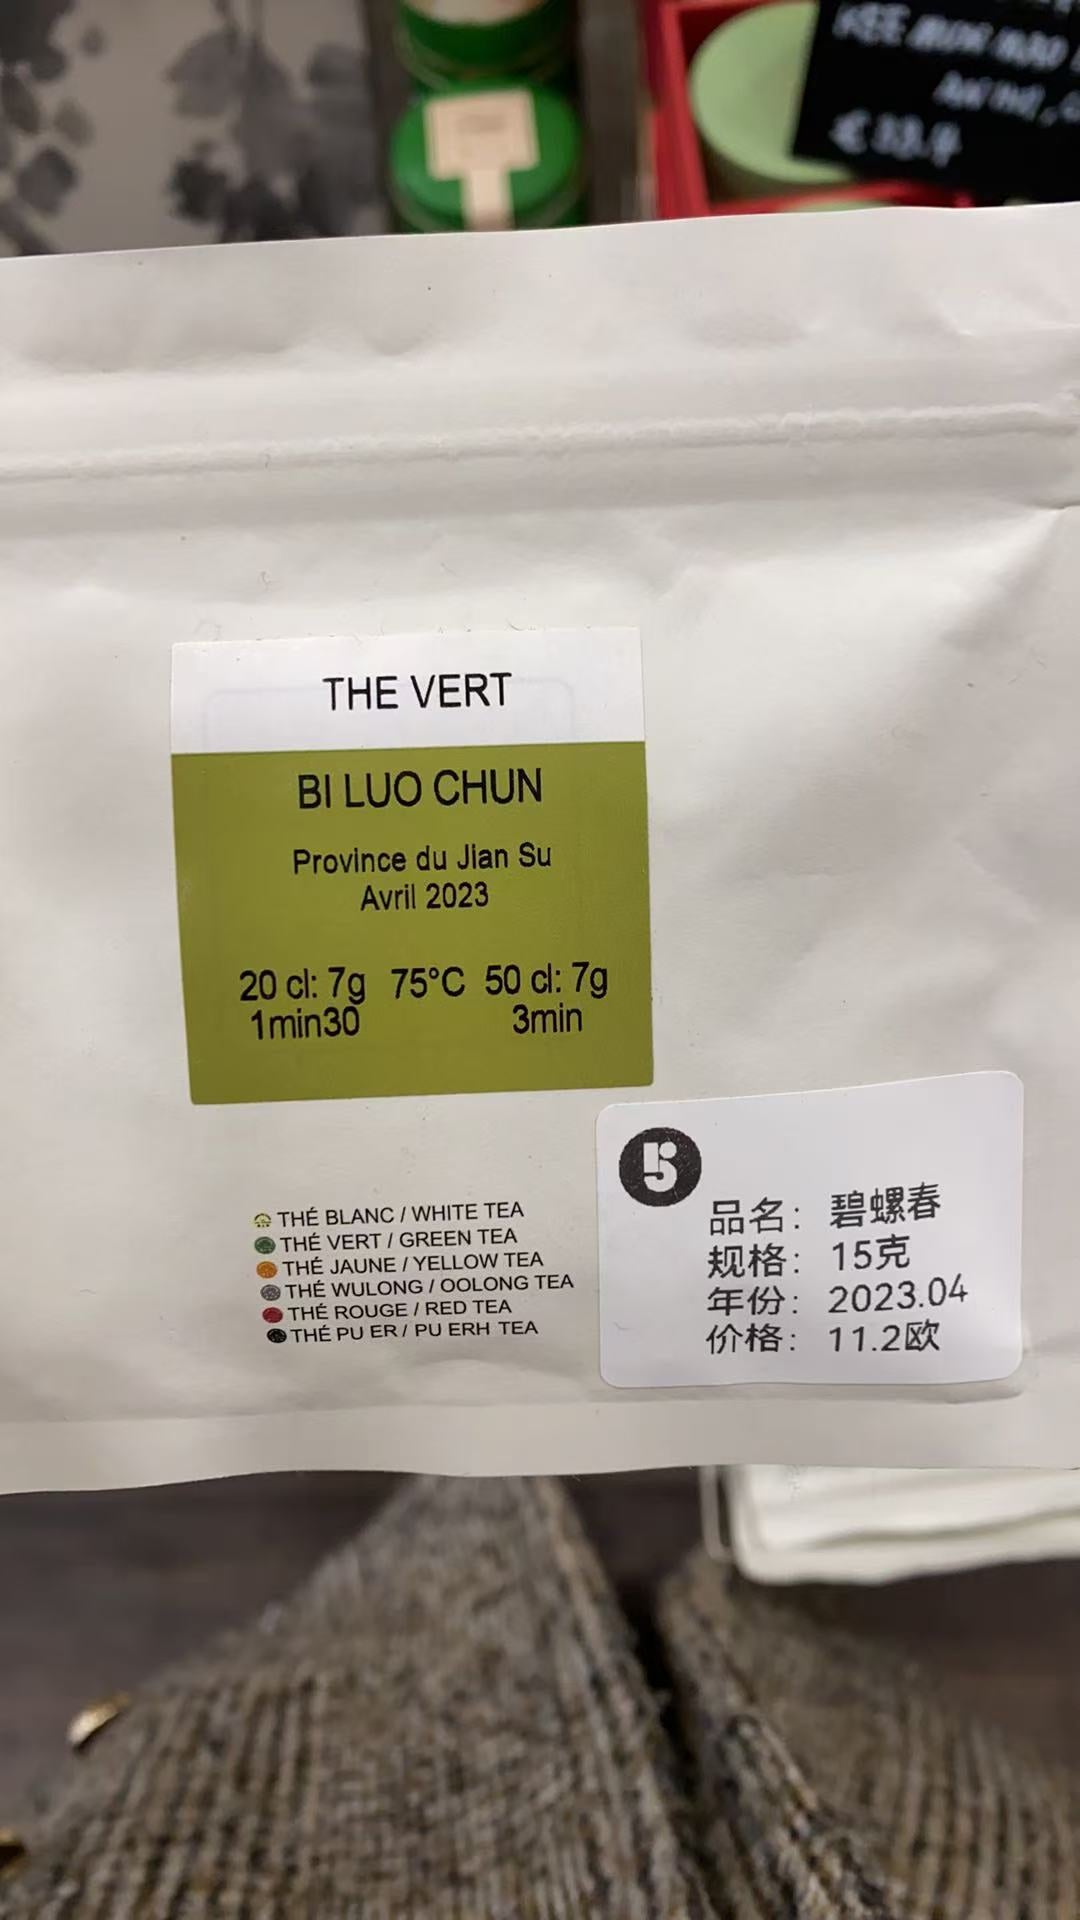 €33.4
THE VERT
BI LUO CHUN
Province du Jian Su
Avril 2023
20 cl: 7g 75°C 50 cl: 7g
1min30 3min
THÉ BLANC / WHITE TEA
THÉ VERT / GREEN TEA
THÉ JAUNE / YELLOW TEA
THÉ WULONG / OOLONG TEA
THÉ ROUGE / RED TEA
THÉ PU ER / PU ERH TEA
5
品名: 碧螺春
规格: 15克
年份: 2023.04
价格: 11.2欧